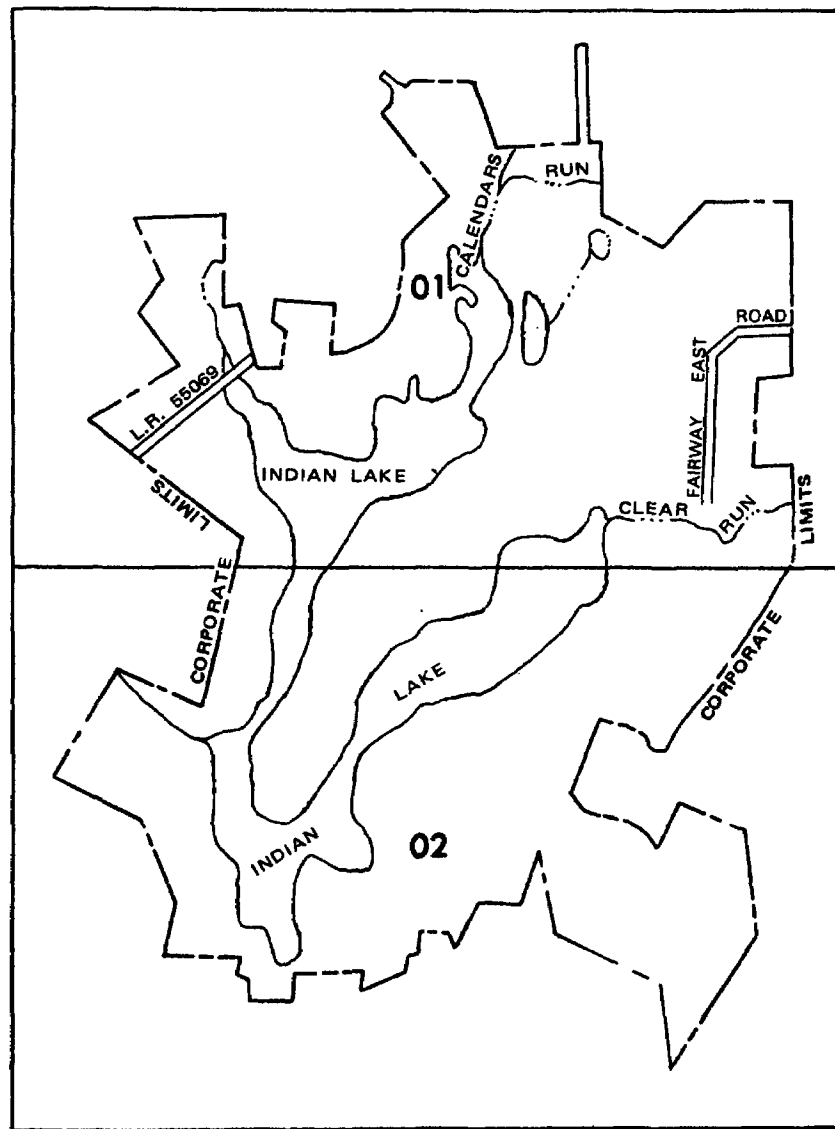 CALENDARS RUN
01
ROAD
EAST
FAIRWAY
L.R. 55069
INDIAN LAKE
LIMITS
CORPORATE
CLEAR RUN
LIMITS
CORPORATE
LAKE
INDIAN
02